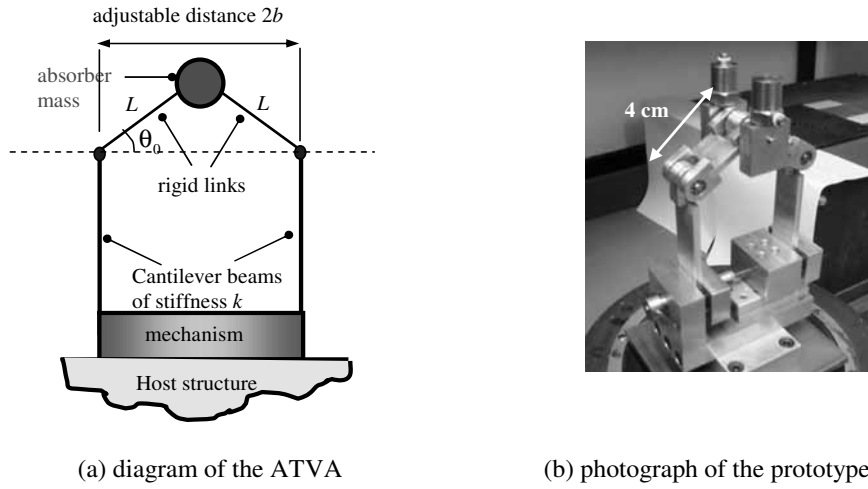 adjustable distance 2b
absorber
mass
L
L
θ0
rigid links
Cantilever beams
of stiffness k
mechanism
Host structure
4 cm
(a) diagram of the ATVA
(b) photograph of the prototype